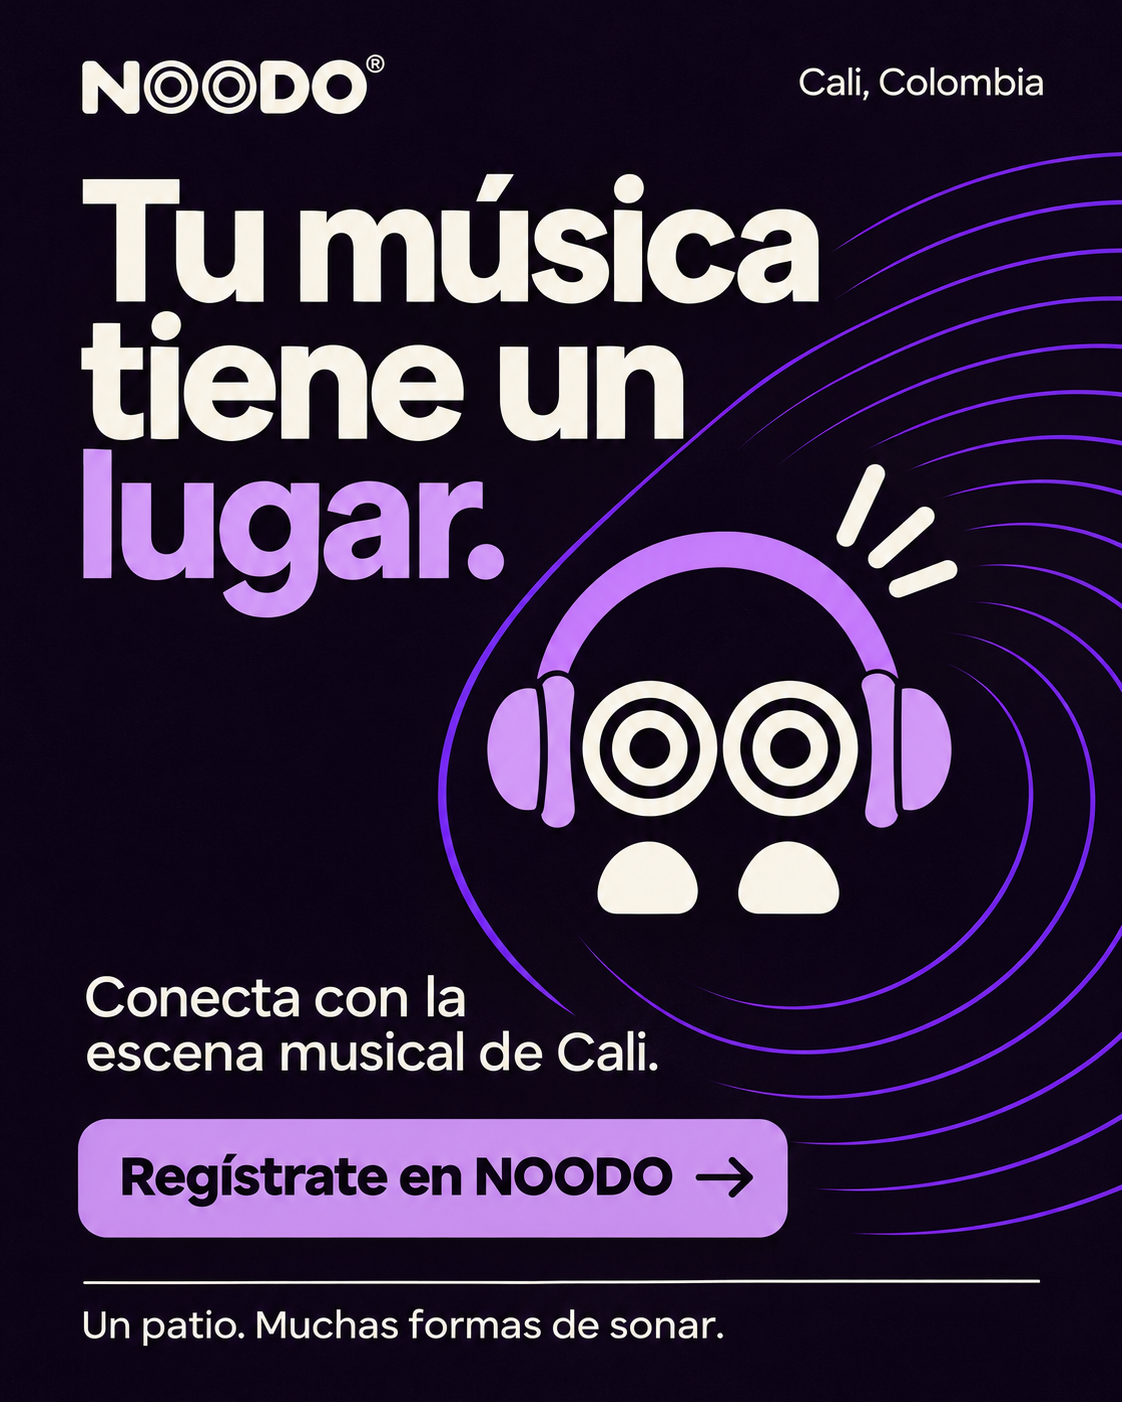 NOODO®
Cali, Colombia
Tu música
tiene un
lugar.
Conecta con la
escena musical de Cali.
Regístrate en NOODO →
Un patio. Muchas formas de sonar.